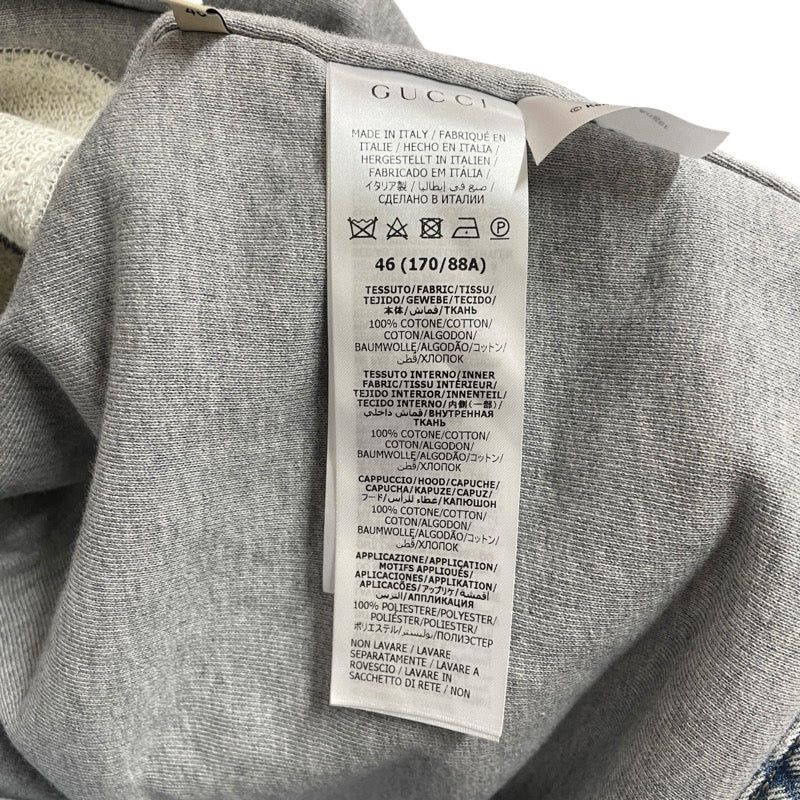 46
GUCCI
MADE IN ITALY / FABRIQUÉ EN
ITALIE / HECHO EN ITALIA /
HERGESTELLT IN ITALIEN /
FABRICADO EM ITÁLIA /
イタリア製 / صنع في إيطاليا /
СДЕЛАНО В ИТАЛИИ
46 (170/88A)
TESSUTO/FABRIC/TISSU/
TEJIDO/GEWEBE/TECIDO/
本体/قماش/ТКАНЬ
100% COTONE/COTTON/
COTON/ALGODON/
BAUMWOLLE/ALGODÃO/コットン/
قطن/ХЛОПОК
TESSUTO INTERNO/INNER
FABRIC/TISSU INTÉRIEUR/
TEJIDO INTERIOR/INNENTEIL/
TECIDO INTERNO/内側(一部)/
قماش داخلي/ВНУТРЕННЯЯ
ТКАНЬ
100% COTONE/COTTON/
COTON/ALGODON/
BAUMWOLLE/ALGODÃO/コットン/
قطن/ХЛОПОК
CAPPUCCIO/HOOD/CAPUCHE/
CAPUCHA/KAPUZE/CAPUZ/
フード/غطاء للرأس/КАПЮШОН
100% COTONE/COTTON/
COTON/ALGODON/
BAUMWOLLE/ALGODÃO/コットン/
قطن/ХЛОПОК
APPLICAZIONE/APPLICATION/
MOTIFS APPLIQUÉS/
APLICACIONES/APPLIKATION/
APLICAÇÕES/アップリケ/أقمشة
التزيين/АППЛИКАЦИЯ
100% POLIESTERE/POLYESTER/
POLIÉSTER/POLYESTER/
ポリエステル/بوليستر/ПОЛИЭСТЕР
NON LAVARE / LAVARE
SEPARATAMENTE / LAVARE A
ROVESCIO / LAVARE IN
SACCHETTO DI RETE / NON